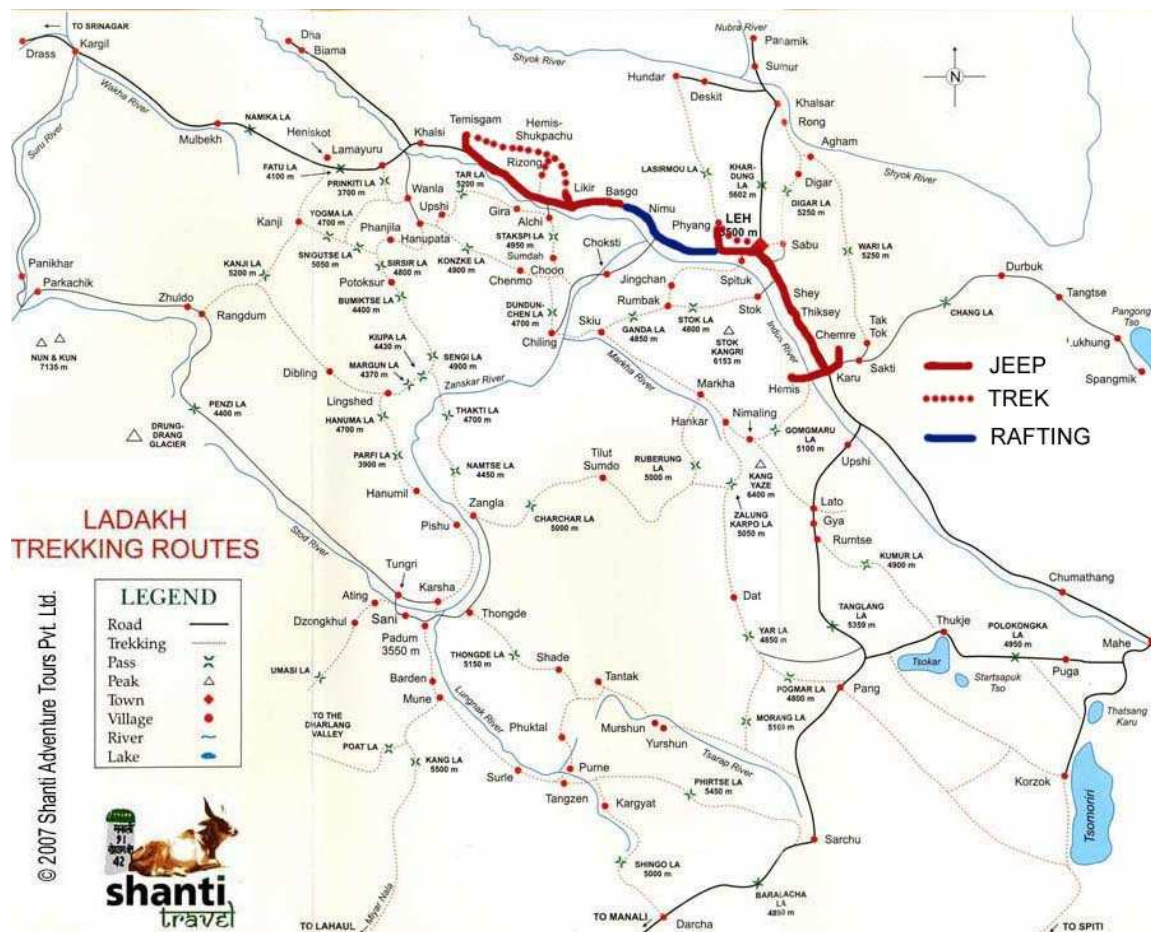 TO SRINAGAR
Drass
Kargil
Dha
Biama
Shyok River
Nubra River
Panamik
Sumur
Hundar
Deskit
Khalsar
Rong
Agham
Shyok River
Wakha River
NAMIKA LA
Mulbekh
Suru River
Heniskot
Lamayuru
FATU LA
4100 m
Khalsi
Temisgam
Hemis-
Shukpachu
Rizong
TAR LA
5200 m
PRINKITI LA
3700 m
Wanla
Likir
Basgo
LASIRMOU LA
KHAR-
DUNG
LA
5602 m
Digar
DIGAR LA
5250 m
Kanji
YOGMA LA
4700 m
Phanjila
Upshi
Hanupata
Gira
Alchi
STAKSPI LA
4950 m
Sumdah
Nimu
Phyang
LEH
3500 m
Sabu
WARI LA
5250 m
SNIGUTSE LA
5050 m
SIRSIR LA
4800 m
KONZKE LA
4900 m
Choon
Chenmo
Choksti
Jingchan
Spituk
Shey
Thiksey
Panikhar
Parkachik
KANJI LA
5200 m
Zhuldo
Rangdum
Potoksur
BUMIKTSE LA
4400 m
DUNDUN-
CHEN LA
4700 m
Rumbak
Stok
STOK LA
4800 m
GANDA LA
4850 m
Skiu
Chiling
STOK
KANGRI
6153 m
Indus River
Chemre
Tak
Tok
Sakti
Karu
Hemis
CHANG LA
Durbuk
Tangtse
Pangong
Tso
Lukhung
Spangmik
NUN & KUN
7135 m
KIUPA LA
4430 m
MARGUN LA
4370 m
SENGI LA
4900 m
Zanskar River
Markha River
Dibling
Lingshed
PENZI LA
4400 m
DRUNG-
DRANG
GLACIER
HANUMA LA
4700 m
THAKTI LA
4700 m
PARFI LA
3900 m
Markha
Hankar
Nimaling
GOMGMARU
LA
5100 m
Upshi
JEEP
TREK
RAFTING
Hanumil
NAMTSE LA
4450 m
Tilut
Sumdo
RUBERUNG
LA
5000 m
KANG
YAZE
6400 m
ZALUNG
KARPO LA
5050 m
Lato
Gya
Rumtse
Zangla
Pishu
CHARCHAR LA
5000 m
KUMUR LA
4900 m
LADAKH
TREKKING ROUTES
Stod River
Tungri
Ating
Karsha
Dzongkhul
Sani
Padum
3550 m
Thongde
Dat
YAR LA
4850 m
TANGLANG
LA
5359 m
Thukje
Chumathang
POLOKONGKA
LA
4950 m
Mahe
Tsokar
Startsapuk
Tso
Puga
LEGEND
Road
Trekking
Pass
Peak
Town
Village
River
Lake
UMASI LA
THONGDE LA
5150 m
Shade
Tantak
POGMAR LA
4800 m
Pang
Barden
Mune
Lungnak River
TO THE
DHARLANG
VALLEY
POAT LA
KANG LA
5500 m
Phuktal
Murshun
Yurshun
MORANG LA
Tsarap River
Thatsang
Karu
Surle
Purne
Tangzen
Kargyat
PHIRTSE LA
5450 m
Korzok
Tsomoriri
Sarchu
SHINGO LA
5000 m
BARALACHA
LA
TO MANALI
Darcha
Miyar Nala
TO LAHAUL
TO SPITI
© 2007 Shanti Adventure Tours Pvt. Ltd.
42
shanti
travel